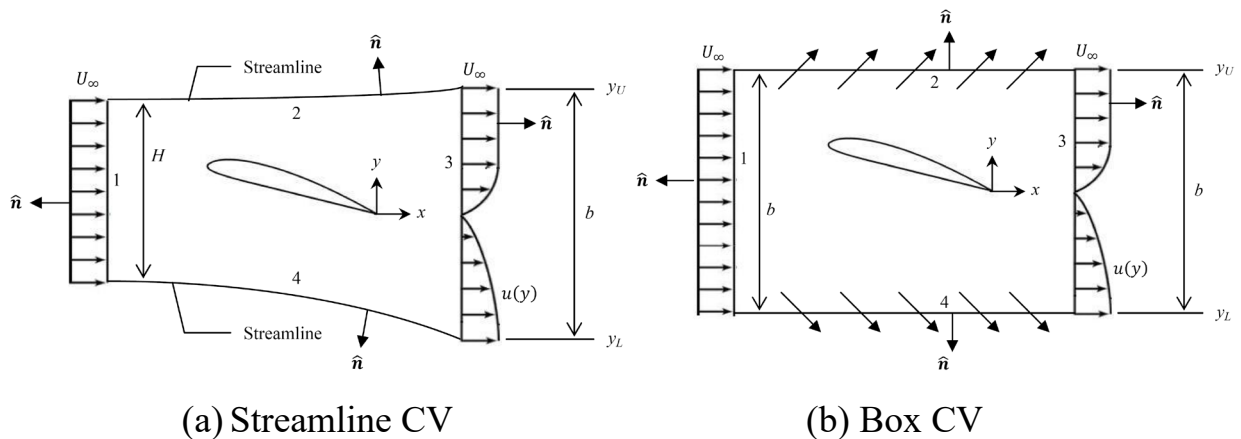 n̂
U∞
Streamline
2
H
1
n̂
y
x
3
4
Streamline
n̂
U∞
y_U
n̂
b
u(y)
y_L
(a) Streamline CV
U∞
n̂
2
1
n̂
b
y
x
4
n̂
U∞
y_U
n̂
3
b
u(y)
y_L
(b) Box CV